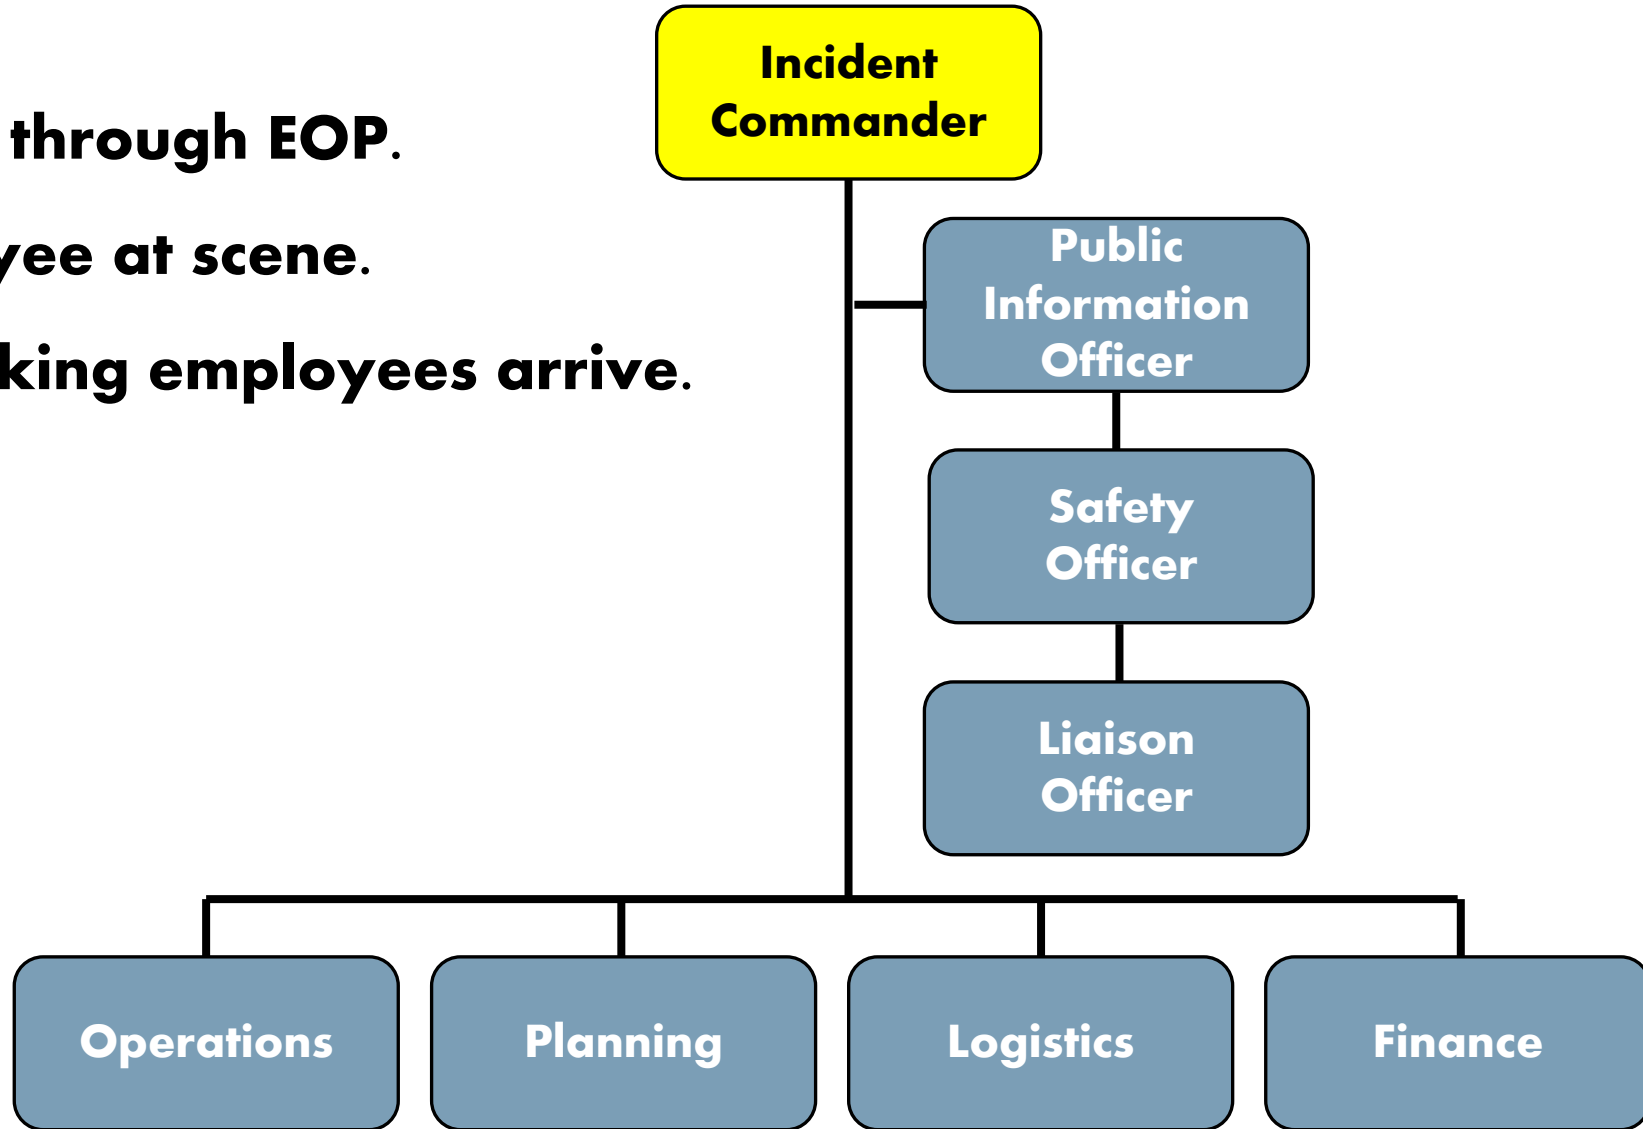 Incident
Commander
through EOP.
yee at scene.
king employees arrive.
Public
Information
Officer
Safety
Officer
Liaison
Officer
Operations
Planning
Logistics
Finance